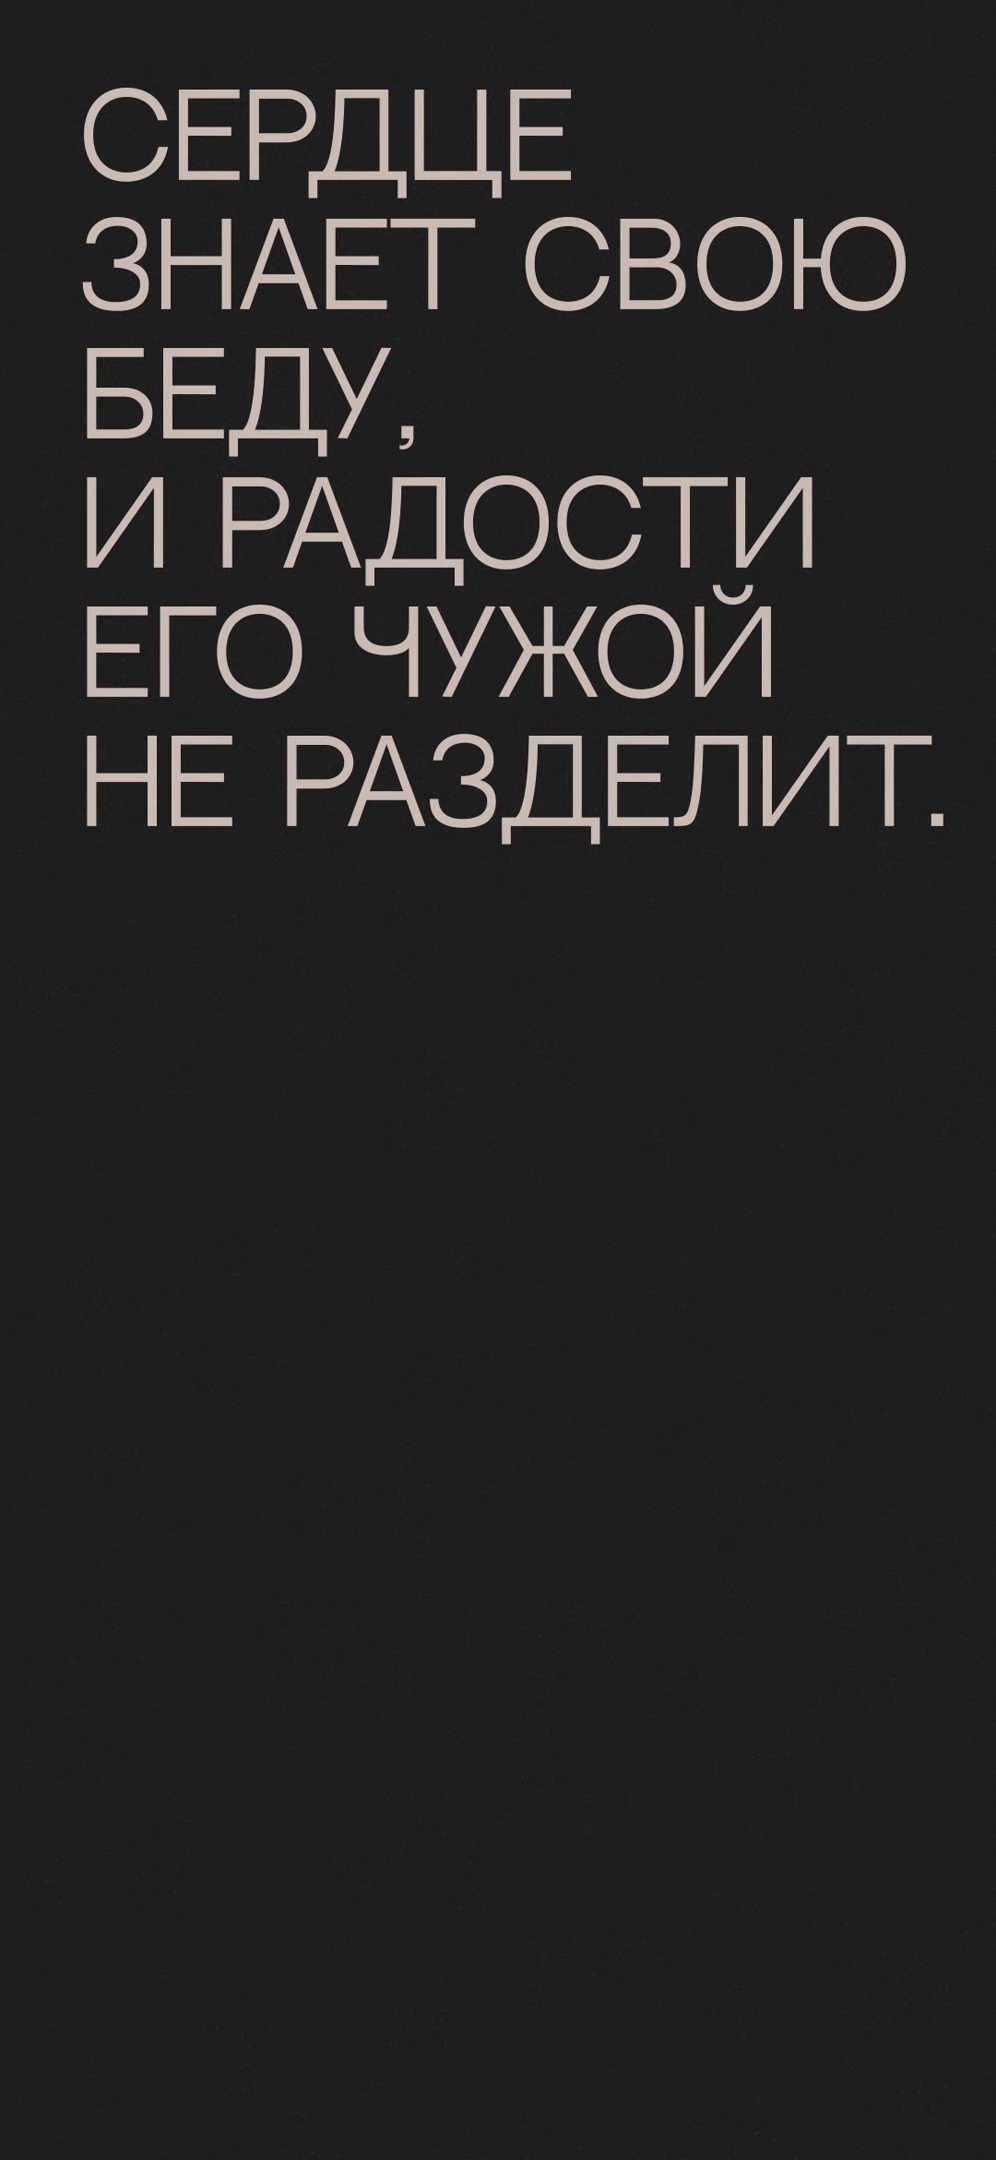 СЕРДЦЕ
ЗНАЕТ СВОЮ
БЕДУ,
И РАДОСТИ
ЕГО ЧУЖОЙ
НЕ РАЗДЕЛИТ.